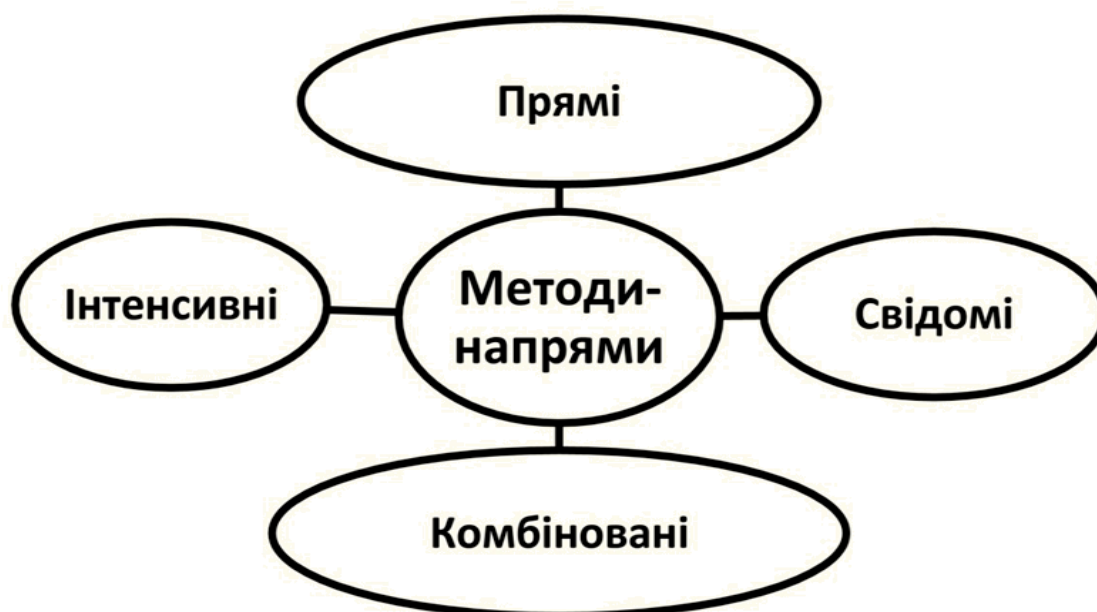 Прямі
Інтенсивні
Методи-
напрями
Свідомі
Комбіновані